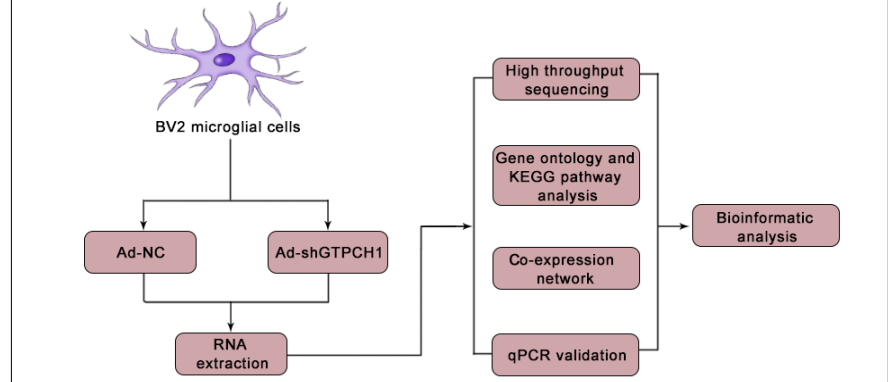 BV2 microglial cells
Ad-NC
Ad-shGTPCH1
RNA
extraction
High throughput
sequencing
Gene ontology and
KEGG pathway
analysis
Co-expression
network
qPCR validation
Bioinformatic
analysis